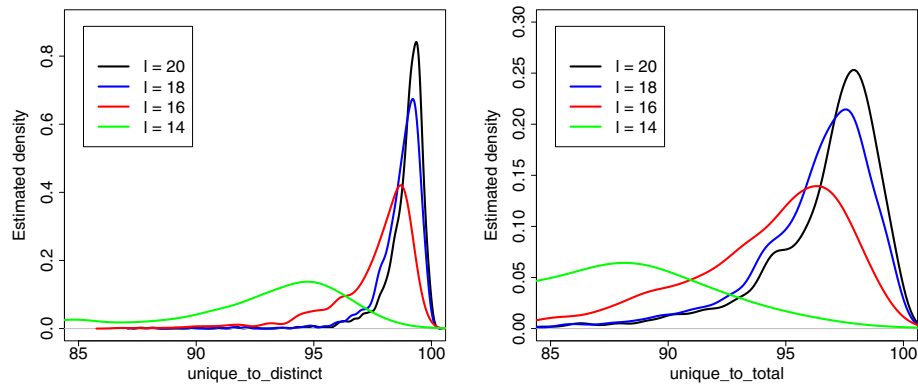 l = 20
l = 18
l = 16
l = 14
Estimated density
0.0
0.2
0.4
0.6
0.8
85
90
95
100
unique_to_distinct
l = 20
l = 18
l = 16
l = 14
Estimated density
0.00
0.05
0.10
0.15
0.20
0.25
0.30
85
90
95
100
unique_to_total